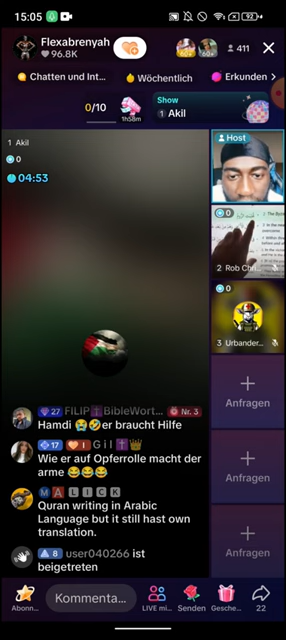 15:05
92
Flexabrenyah
96.8K
411
Chatten und Int...
Wöchentlich
Erkunden
0/10
1h58m
Show
1 Akil
1 Akil
0
04:53
Host
0
2 Rob Chri...
0
3 Urbander...
Anfragen
Anfragen
Anfragen
27 FILIP✝️BibleWort... Nr. 3
Hamdi 😂🤣er braucht Hilfe
17 I G i l ✝️👑
Wie er auf Opferrolle macht der
arme 😂😂😂
🅼🅰🅻🅸🅲🅺
Quran writing in Arabic
Language but it still hast own
translation.
8 user040266 ist
beigetreten
Abonn...
Kommenta...
LIVE mi...
Senden
Gesche...
22